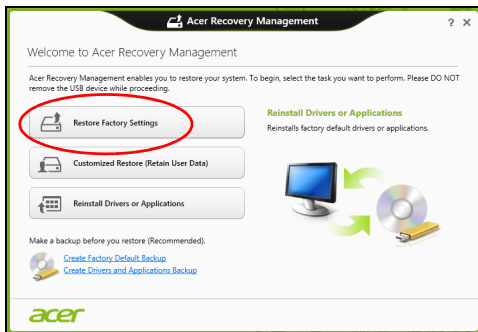 Acer Recovery Management
? ×
Welcome to Acer Recovery Management
Acer Recovery Management enables you to restore your system. To begin, select the task you want to perform. Please DO NOT
remove the USB device while proceeding.
Restore Factory Settings
Customized Restore (Retain User Data)
Reinstall Drivers or Applications
Reinstall Drivers or Applications
Reinstalls factory default drivers or applications.
Make a backup before you restore (Recommended).
Create Factory Default Backup
Create Drivers and Applications Backup
acer